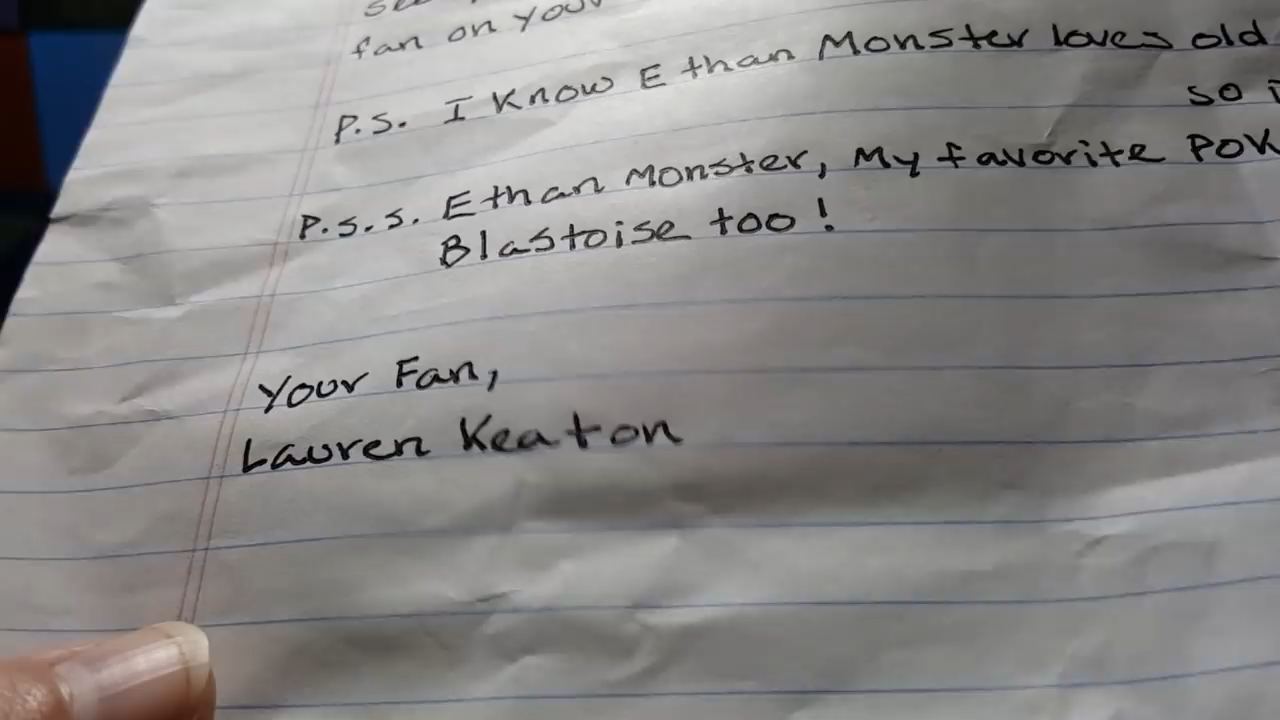 fan on your
P.S. I Know Ethan Monster loves old
so
P.S.S. Ethan Monster, My favorite
Blastoise too!
Your Fan,
Lauren Keaton